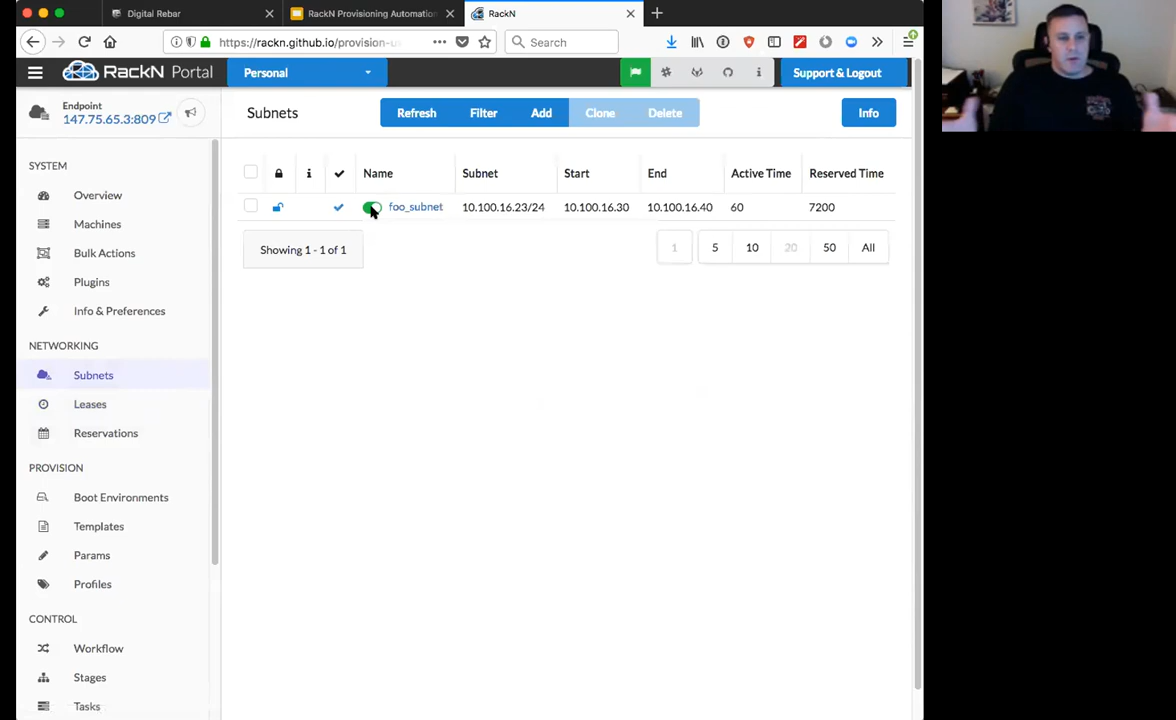 Digital Rebar
RackN Provisioning Automation
RackN
https://rackn.github.io/provision-u
Search
RackN Portal
Personal
Support & Logout
Endpoint
147.75.65.3:809
Subnets
Refresh
Filter
Add
Clone
Delete
Info
SYSTEM
Overview
Machines
Bulk Actions
Plugins
Info & Preferences
NETWORKING
Subnets
Leases
Reservations
PROVISION
Boot Environments
Templates
Params
Profiles
CONTROL
Workflow
Stages
Tasks
Name
Subnet
Start
End
Active Time
Reserved Time
foo_subnet
10.100.16.23/24
10.100.16.30
10.100.16.40
60
7200
Showing 1 - 1 of 1
1
5
10
20
50
All